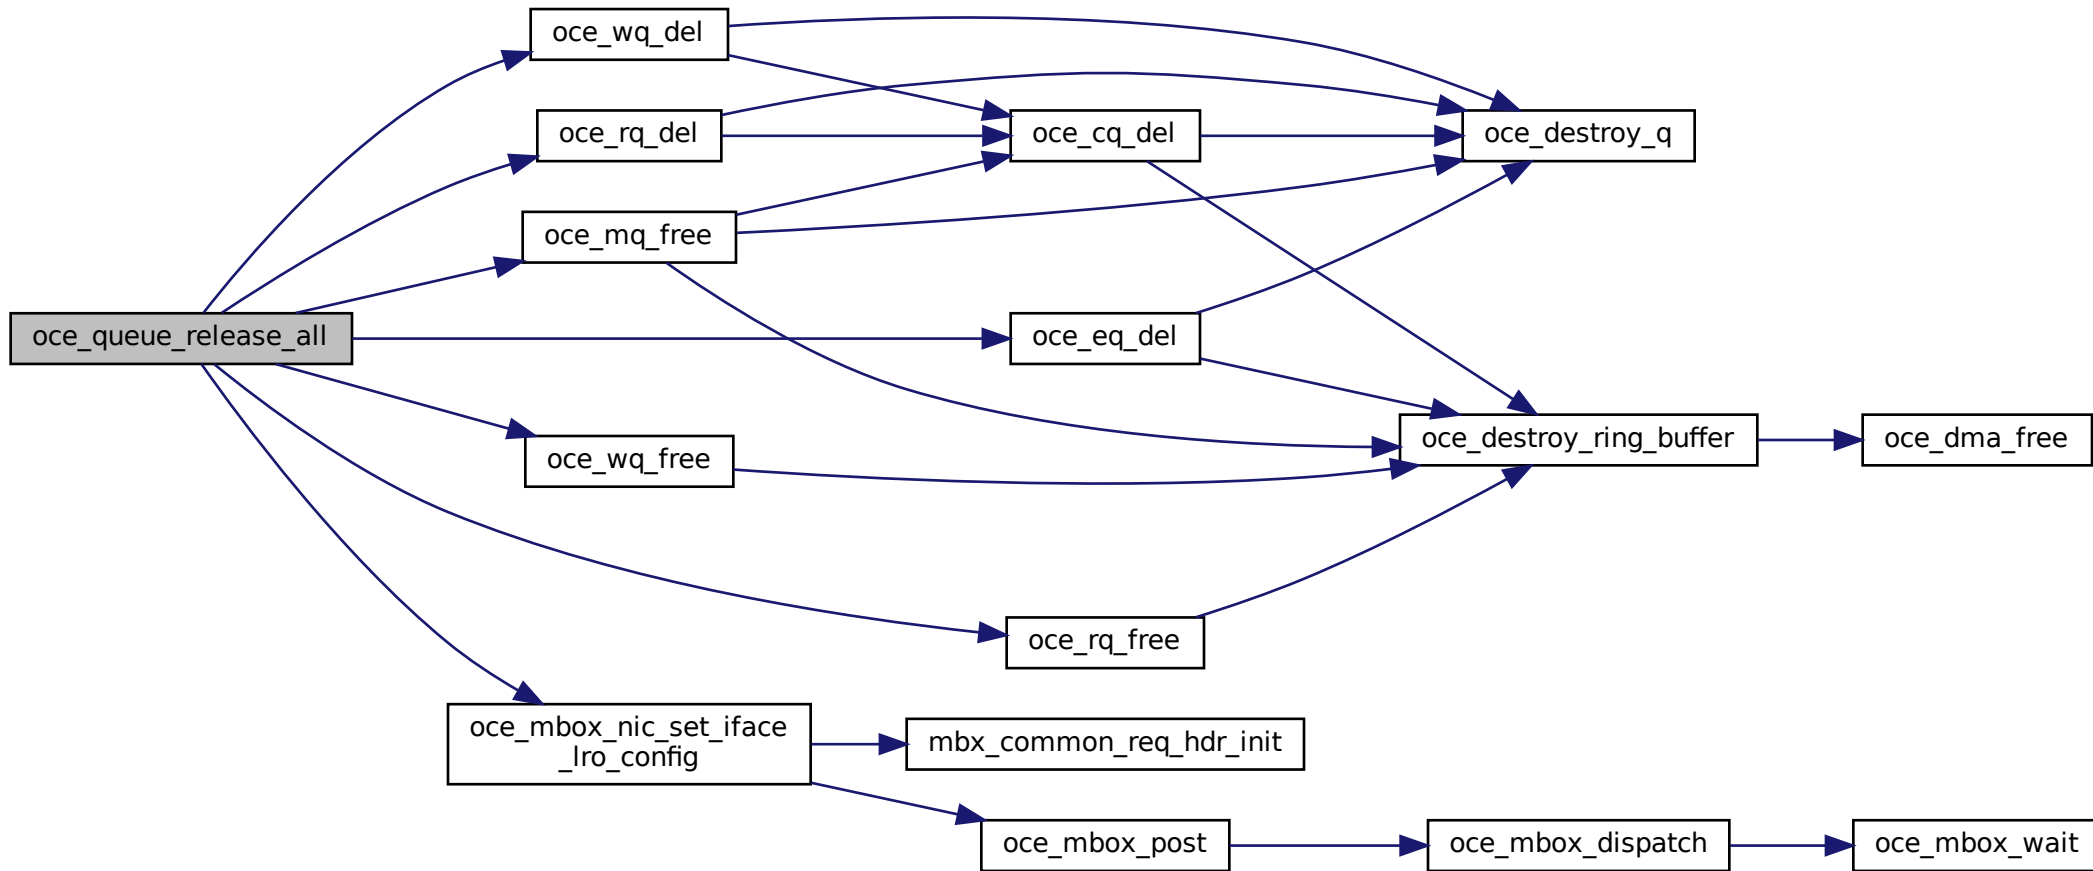 oce_wq_del
oce_rq_del
oce_cq_del
oce_destroy_q
oce_mq_free
oce_queue_release_all
oce_eq_del
oce_wq_free
oce_destroy_ring_buffer
oce_dma_free
oce_rq_free
oce_mbox_nic_set_iface
_lro_config
mbx_common_req_hdr_init
oce_mbox_post
oce_mbox_dispatch
oce_mbox_wait